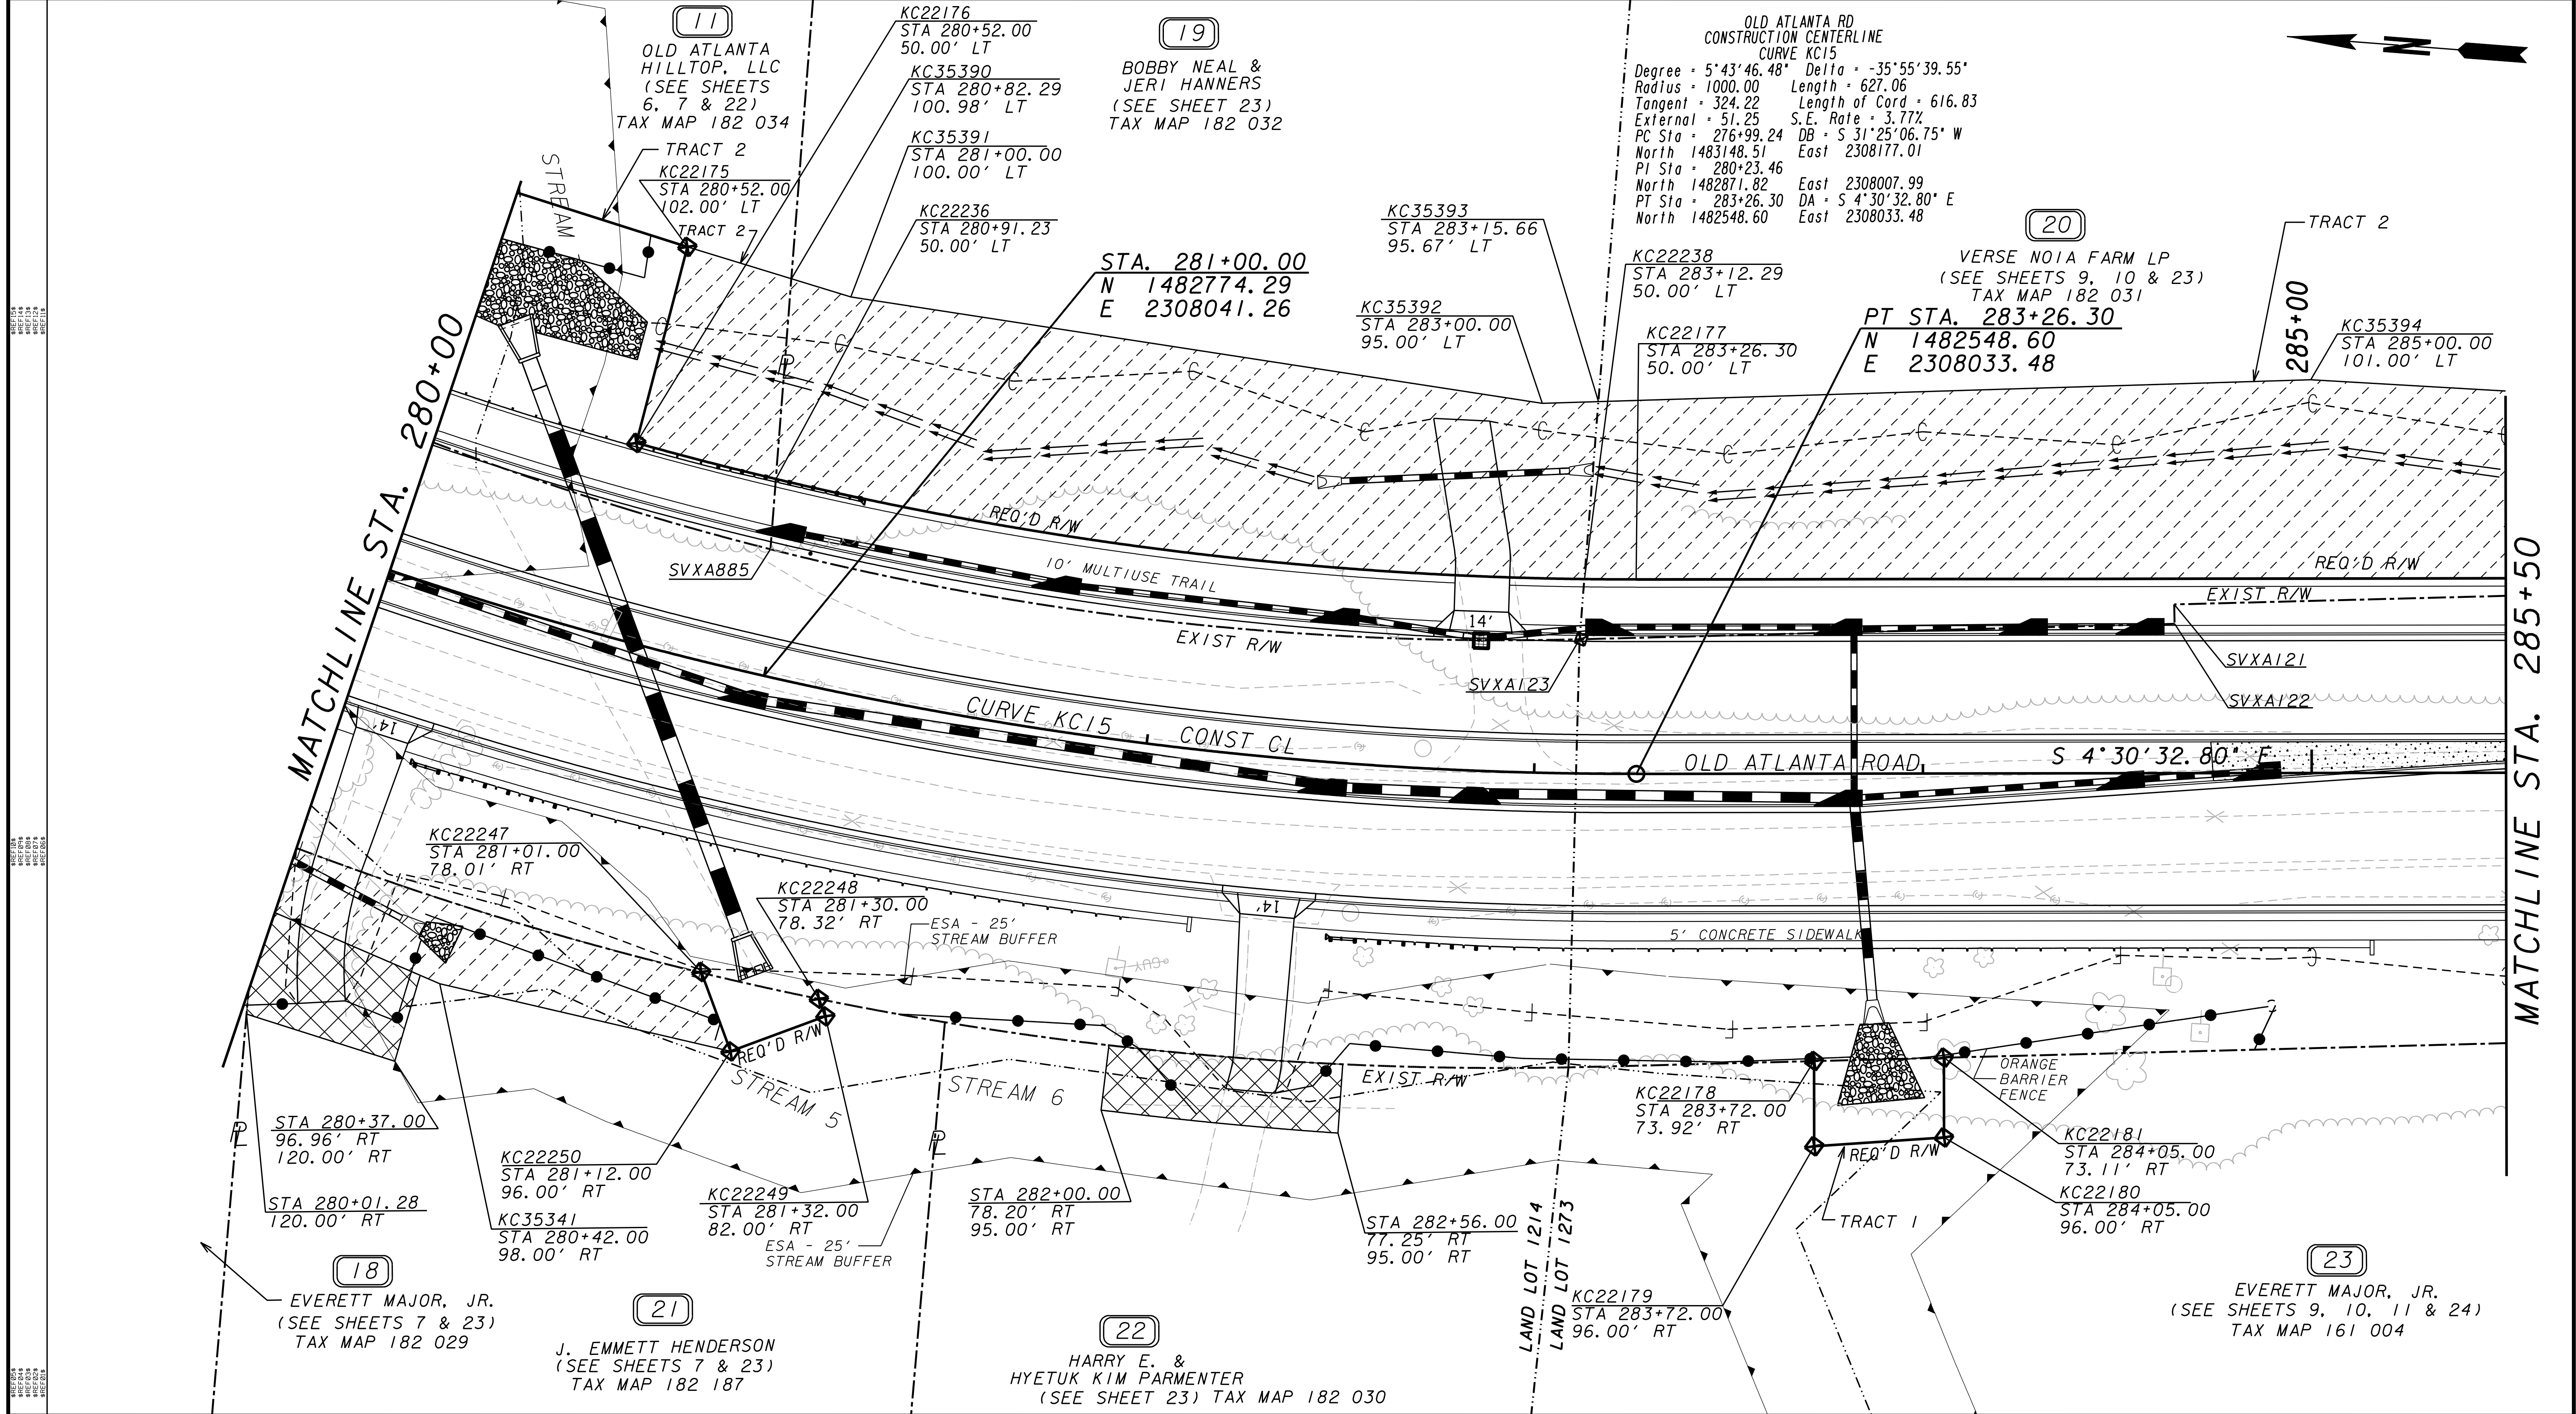 11
OLD ATLANTA
HILLTOP, LLC
(SEE SHEETS
6, 7 & 22)
TAX MAP 182 034
TRACT 2
KC22175
STA 280+52.00
102.00' LT
TRACT 2
STREAM
KC22176
STA 280+52.00
50.00' LT
KC35390
STA 280+82.29
100.98' LT
KC35391
STA 281+00.00
100.00' LT
KC22236
STA 280+91.23
50.00' LT
19
BOBBY NEAL &
JERI HANNERS
(SEE SHEET 23)
TAX MAP 182 032
STA. 281+00.00
N 1482774.29
E 2308041.26
KC35393
STA 283+15.66
95.67' LT
KC35392
STA 283+00.00
95.00' LT
OLD ATLANTA RD
CONSTRUCTION CENTERLINE
CURVE KC15
Degree = 5°43'46.48" Delta = -35°55'39.55"
Radius = 1000.00 Length = 627.06
Tangent = 324.22 Length of Cord = 616.83
External = 51.25 S.E. Rate = 3.77%
PC Sta = 276+99.24 DB = S 31°25'06.75" W
North 1483148.51 East 2308177.01
PI Sta = 280+23.46
North 1482871.82 East 2308007.99
PT Sta = 283+26.30 DA = S 4°30'32.80" E
North 1482548.60 East 2308033.48
N
KC22238
STA 283+12.29
50.00' LT
KC22177
STA 283+26.30
50.00' LT
20
VERSE NOIA FARM LP
(SEE SHEETS 9, 10 & 23)
TAX MAP 182 031
PT STA. 283+26.30
N 1482548.60
E 2308033.48
TRACT 2
285+00
KC35394
STA 285+00.00
101.00' LT
MATCHLINE STA. 280+00
MATCHLINE STA. 285+50
REQ'D R/W
REQ'D R/W
10' MULTIUSE TRAIL
EXIST R/W
EXIST R/W
SVXA885
SVXA123
SVXA121
SVXA122
14'
14'
14'
CURVE KC15
CONST CL
OLD ATLANTA ROAD
S 4°30'32.80" E
5' CONCRETE SIDEWALK
GUY
KC22247
STA 281+01.00
78.01' RT
KC22248
STA 281+30.00
78.32' RT
ESA - 25'
STREAM BUFFER
REQ'D R/W
STREAM 5
STREAM 6
EXIST R/W
ORANGE
BARRIER
FENCE
KC22178
STA 283+72.00
73.92' RT
REQ'D R/W
KC22181
STA 284+05.00
73.11' RT
KC22180
STA 284+05.00
96.00' RT
TRACT 1
STA 280+37.00
96.96' RT
120.00' RT
STA 280+01.28
120.00' RT
KC22250
STA 281+12.00
96.00' RT
KC35341
STA 280+42.00
98.00' RT
KC22249
STA 281+32.00
82.00' RT
ESA - 25'
STREAM BUFFER
STA 282+00.00
78.20' RT
95.00' RT
STA 282+56.00
77.25' RT
95.00' RT
LAND LOT 1214
LAND LOT 1273
KC22179
STA 283+72.00
96.00' RT
18
EVERETT MAJOR, JR.
(SEE SHEETS 7 & 23)
TAX MAP 182 029
21
J. EMMETT HENDERSON
(SEE SHEETS 7 & 23)
TAX MAP 182 187
22
HARRY E. &
HYETUK KIM PARMENTER
(SEE SHEET 23) TAX MAP 182 030
23
EVERETT MAJOR, JR.
(SEE SHEETS 9, 10, 11 & 24)
TAX MAP 161 004
$REF15$
$REF14$
$REF13$
$REF12$
$REF11$
$REF10$
$REF09$
$REF08$
$REF07$
$REF06$
$REF05$
$REF04$
$REF03$
$REF02$
$REF01$